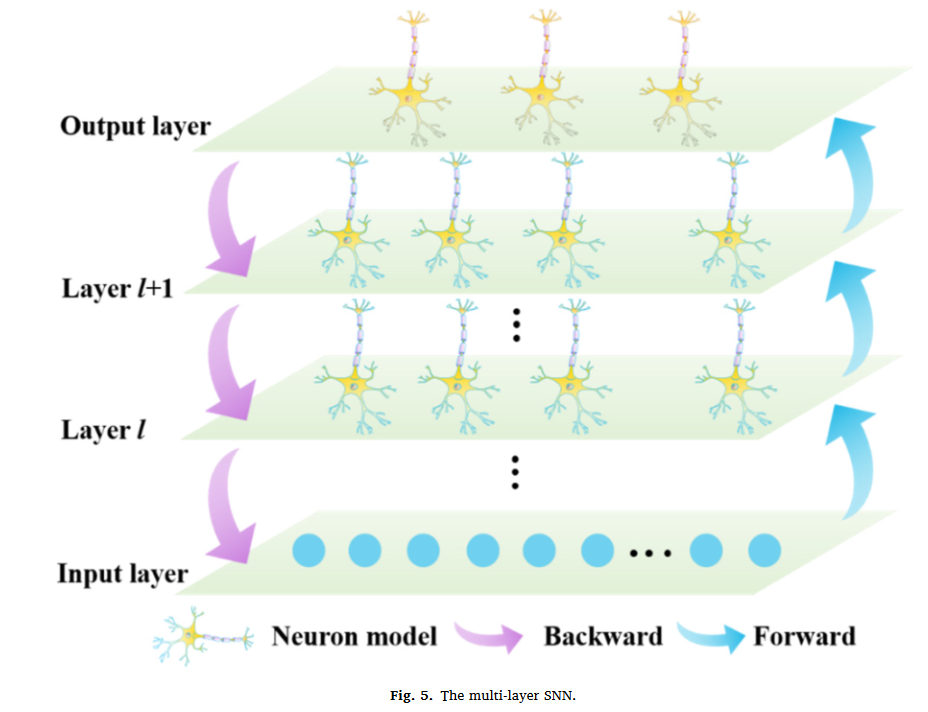 Output layer
Layer l+1
Layer l
Input layer
Neuron model Backward Forward
Fig. 5. The multi-layer SNN.